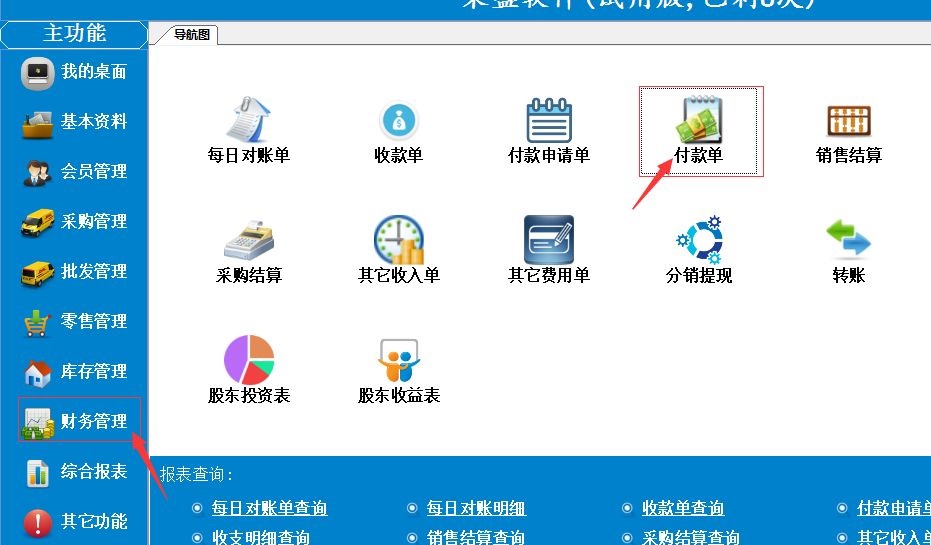 主功能
导航图
我的桌面
基本资料
会员管理
采购管理
批发管理
零售管理
库存管理
财务管理
综合报表
其它功能
每日对账单 收款单 付款申请单 付款单 销售结算
采购结算 其它收入单 其它费用单 分销提现 转账
股东投资表 股东收益表
报表查询:
每日对账单查询 每日对账明细 收款单查询 付款申请单
收支明细查询 销售结算查询 采购结算查询 其它收入单